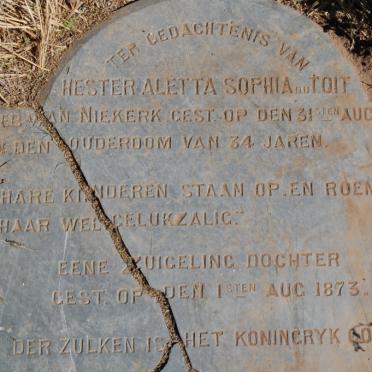 TER GEDACHTENIS VAN
HESTER ALETTA SOPHIA DU TOIT
VAN NIEKERK GEST. OP DEN 31STEN AUG
DEN OUDERDOM VAN 34 JAREN.
HARE KINDEREN STAAN OP EN ROEM
HAAR WELGELUKZALIG."
EENE ZUIGELING DOCHTER
GEST. OP DEN 1STEN AUG 1873.
DER ZULKEN IS HET KONINGRYK